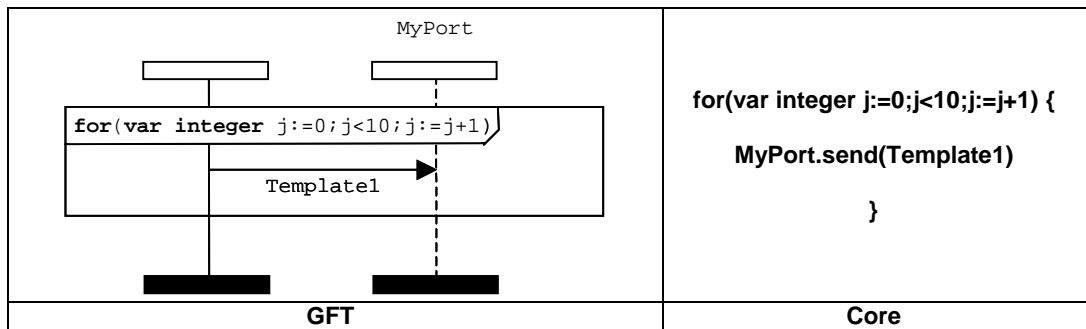 MyPort
for(var integer j:=0;j<10;j:=j+1)
Template1
for(var integer j:=0;j<10;j:=j+1) {
MyPort.send(Template1)
}
GFT
Core